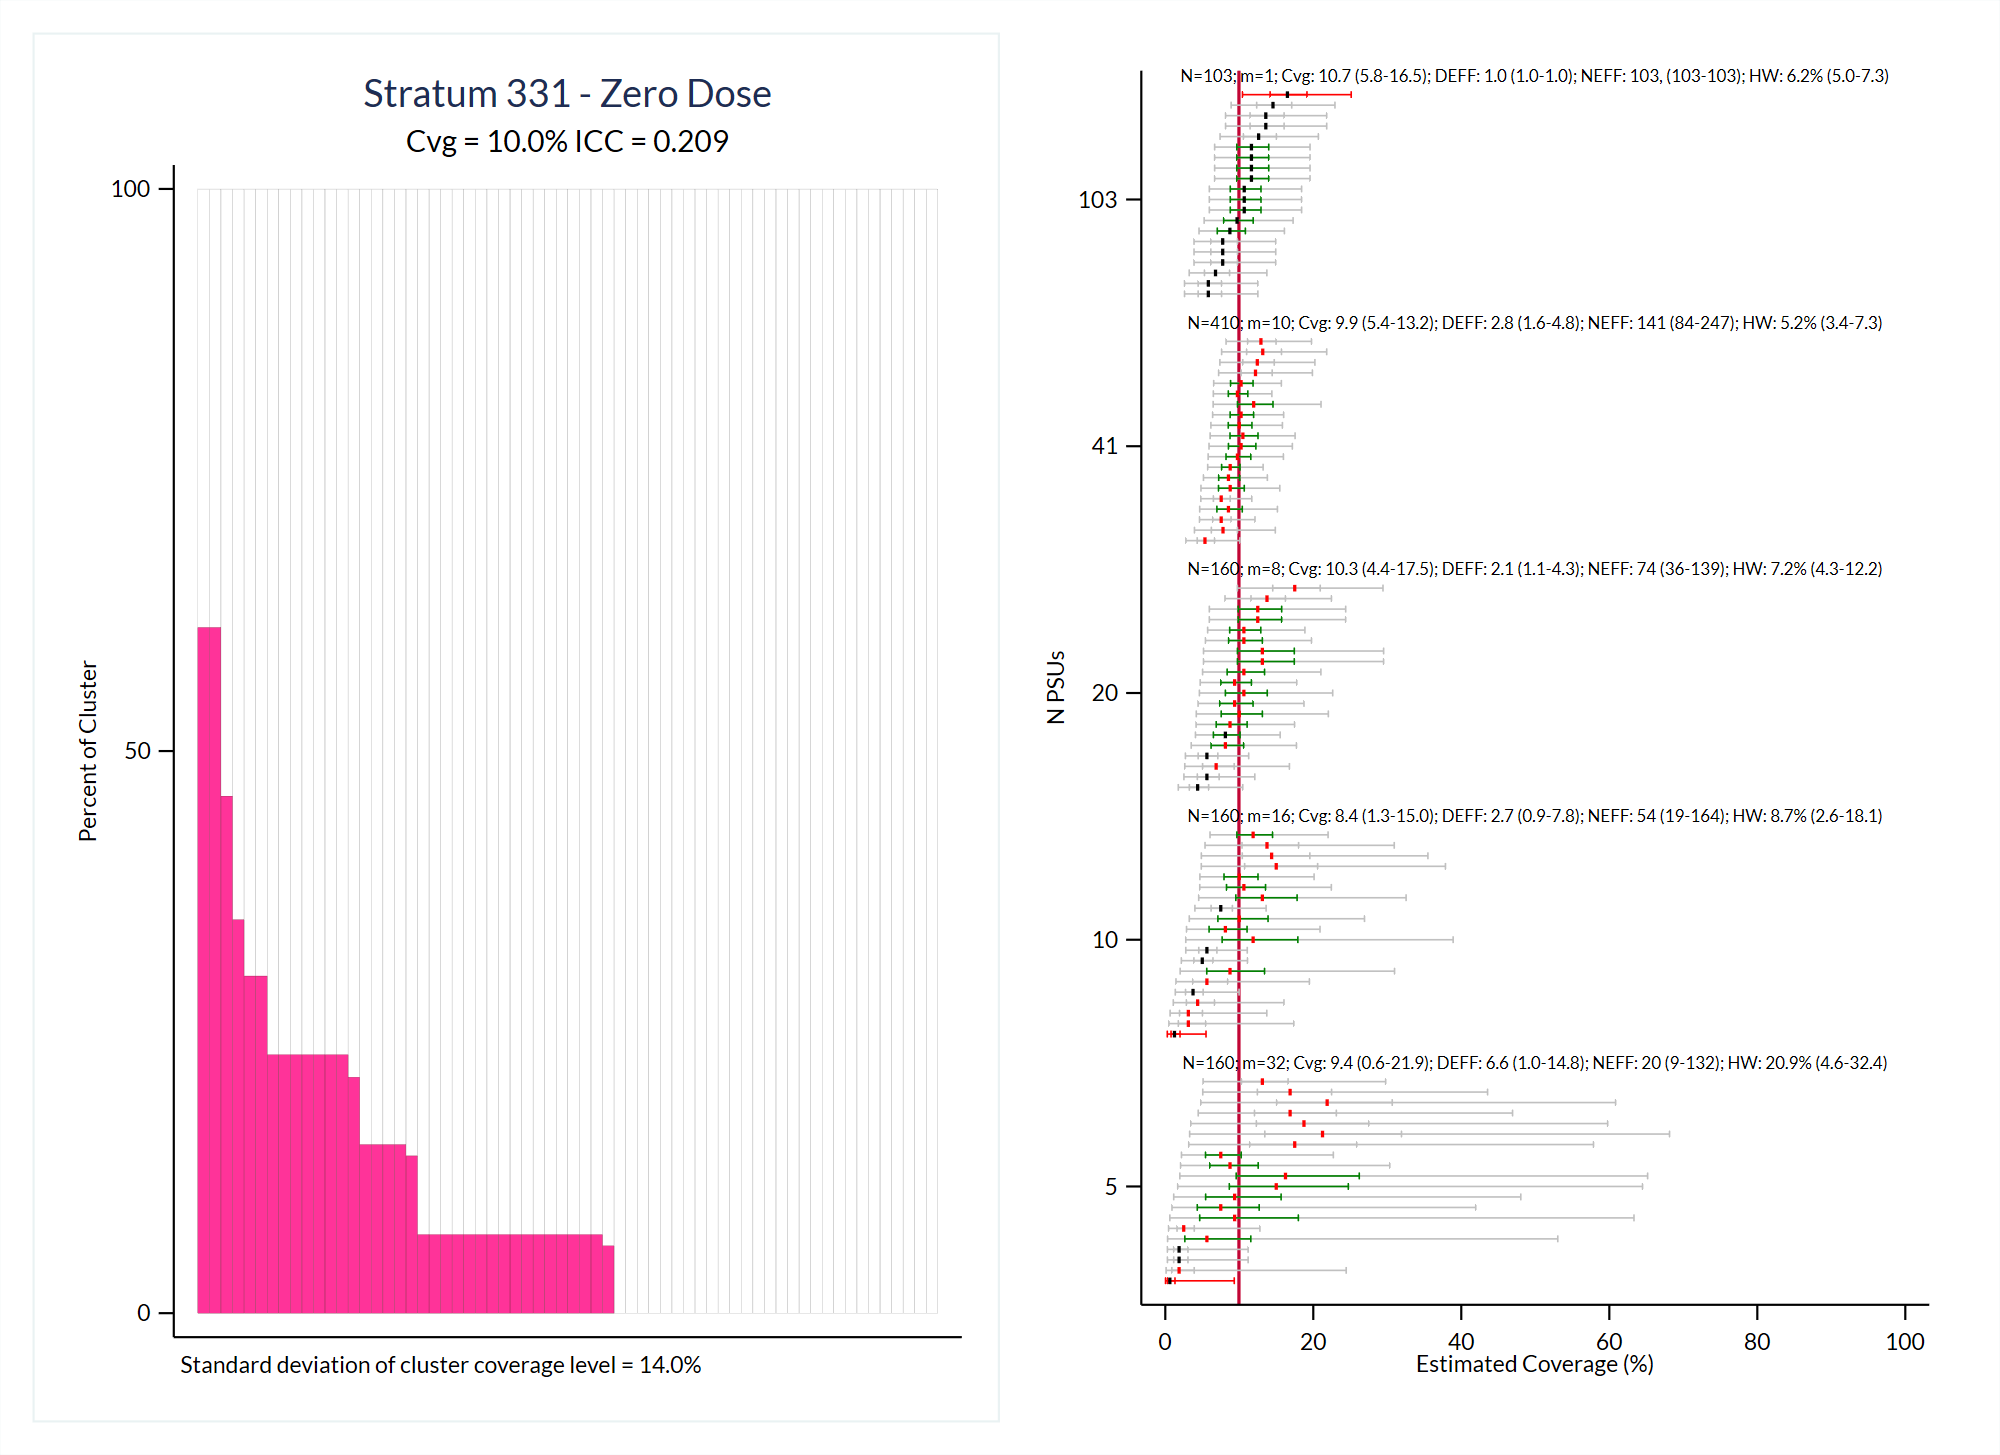 Stratum 331 - Zero Dose
Cvg = 10.0% ICC = 0.209
100
50
0
Percent of Cluster
Standard deviation of cluster coverage level = 14.0%
N=103; m=1; Cvg: 10.7 (5.8-16.5); DEFF: 1.0 (1.0-1.0); NEFF: 103, (103-103); HW: 6.2% (5.0-7.3)
103
N=410; m=10; Cvg: 9.9 (5.4-13.2); DEFF: 2.8 (1.6-4.8); NEFF: 141 (84-247); HW: 5.2% (3.4-7.3)
41
N=160; m=8; Cvg: 10.3 (4.4-17.5); DEFF: 2.1 (1.1-4.3); NEFF: 74 (36-139); HW: 7.2% (4.3-12.2)
N PSUs
20
N=160; m=16; Cvg: 8.4 (1.3-15.0); DEFF: 2.7 (0.9-7.8); NEFF: 54 (19-164); HW: 8.7% (2.6-18.1)
10
N=160; m=32; Cvg: 9.4 (0.6-21.9); DEFF: 6.6 (1.0-14.8); NEFF: 20 (9-132); HW: 20.9% (4.6-32.4)
5
0 20 40 60 80 100
Estimated Coverage (%)